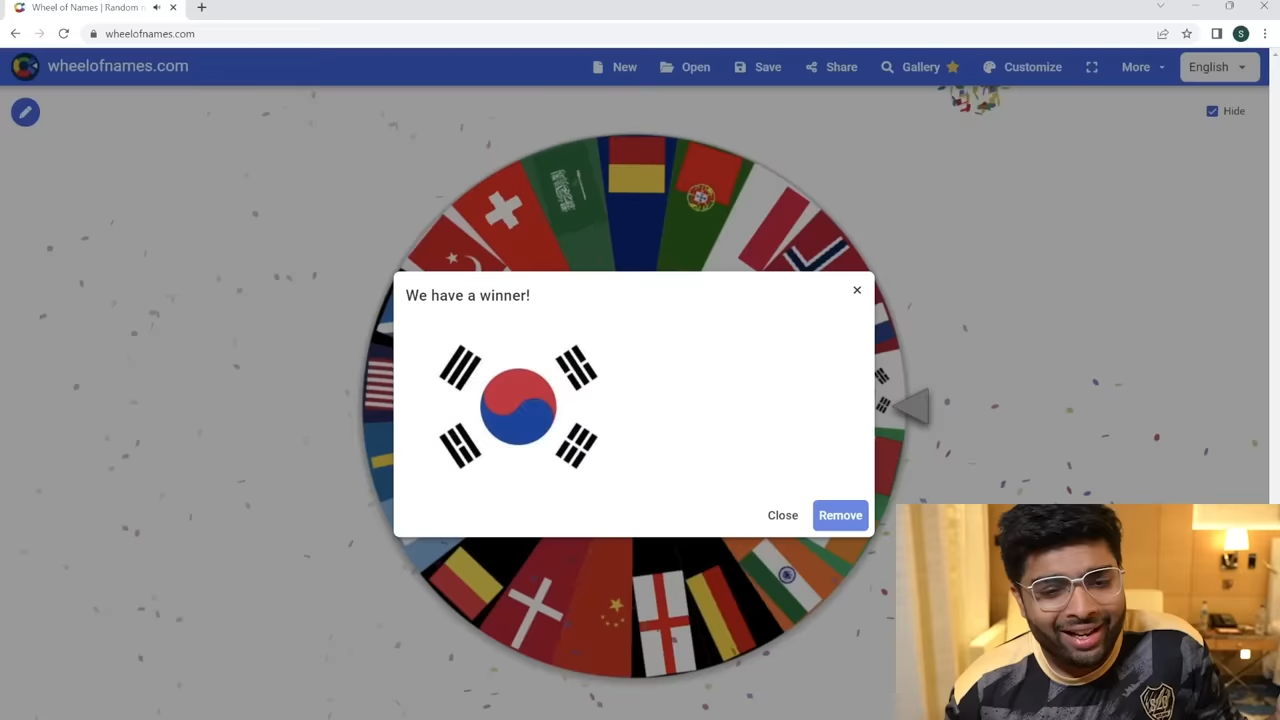 Wheel of Names | Random n
wheelofnames.com
S
wheelofnames.com
New
Open
Save
Share
Gallery
Customize
More
English
Hide
We have a winner!
Close
Remove